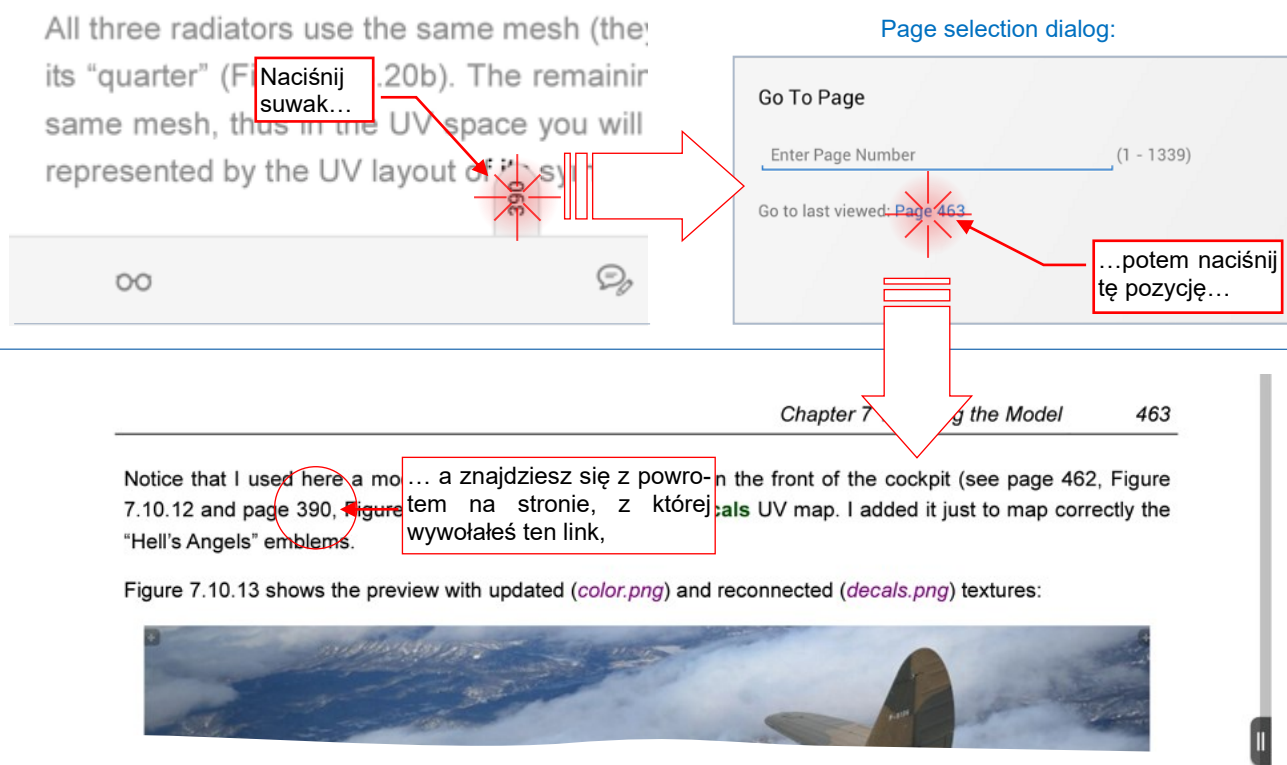 All three radiators use the same mesh (they
its “quarter” (Fi .20b). The remainin
same mesh, thus in the UV space you will
represented by the UV layout of its sym
Naciśnij
suwak…
390
Page selection dialog:
Go To Page
Enter Page Number (1 - 1339)
Go to last viewed: Page 463
…potem naciśnij
tę pozycję…
Chapter 7 g the Model 463
Notice that I used here a mo n the front of the cockpit (see page 462, Figure
7.10.12 and page 390, Figure cals UV map. I added it just to map correctly the
“Hell’s Angels” emblems.
… a znajdziesz się z powro-
tem na stronie, z której
wywołałeś ten link,
Figure 7.10.13 shows the preview with updated (color.png) and reconnected (decals.png) textures: